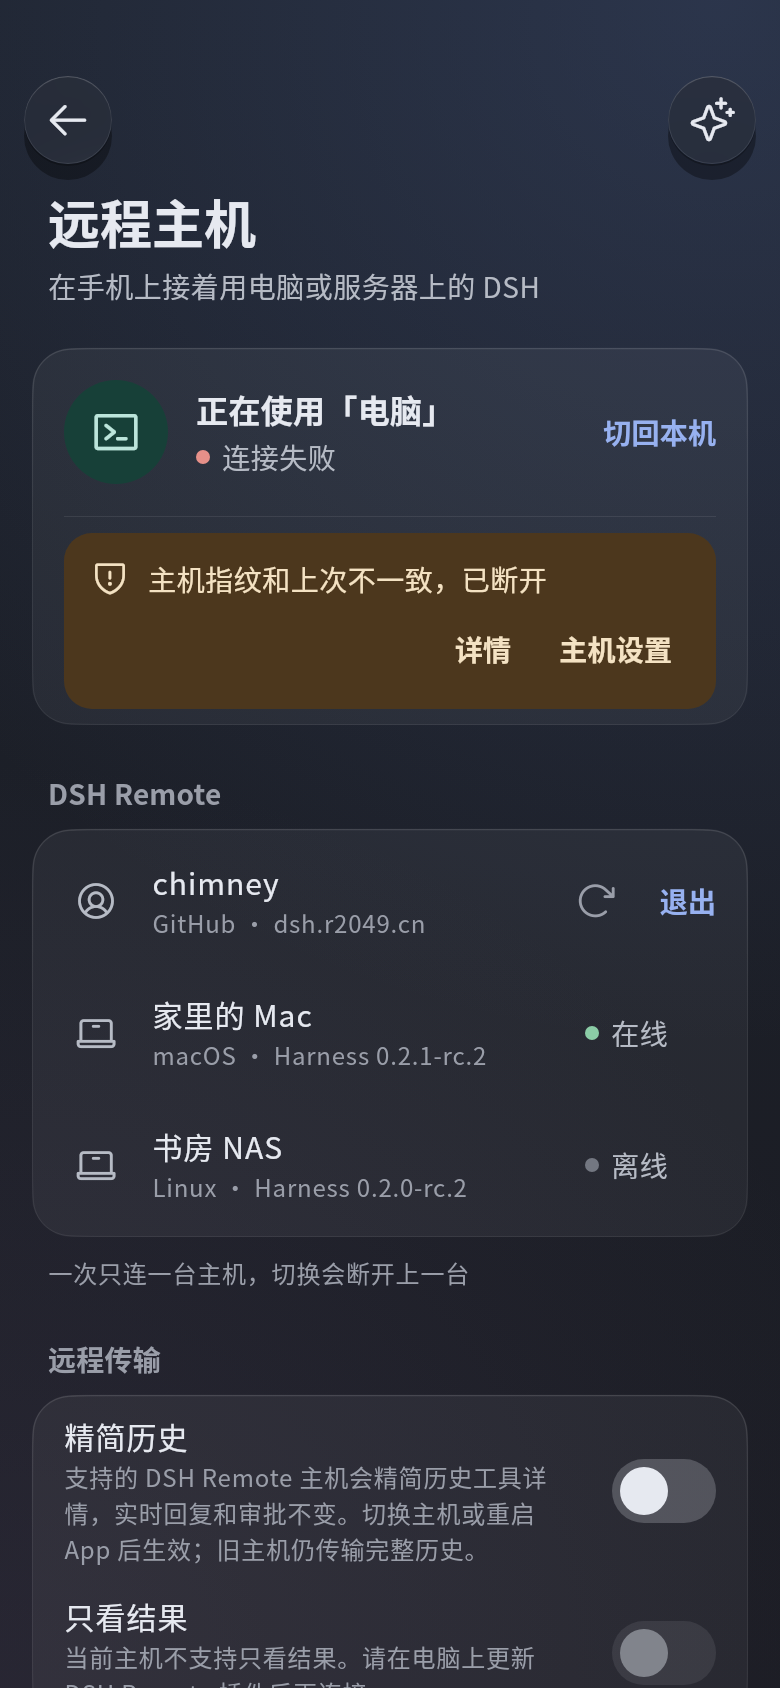 远程主机
在手机上接着用电脑或服务器上的 DSH
正在使用「电脑」
连接失败
切回本机
主机指纹和上次不一致，已断开
详情
主机设置
DSH Remote
chimney
GitHub • dsh.r2049.cn
退出
家里的 Mac
macOS • Harness 0.2.1-rc.2
在线
书房 NAS
Linux • Harness 0.2.0-rc.2
离线
一次只连一台主机，切换会断开上一台
远程传输
精简历史
支持的 DSH Remote 主机会精简历史工具详
情，实时回复和审批不变。切换主机或重启
App 后生效；旧主机仍传输完整历史。
只看结果
当前主机不支持只看结果。请在电脑上更新